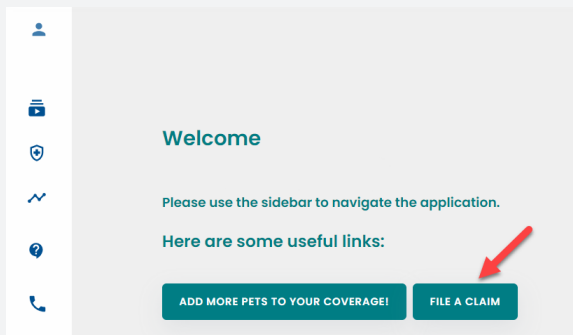 Welcome
Please use the sidebar to navigate the application.
Here are some useful links:
ADD MORE PETS TO YOUR COVERAGE! FILE A CLAIM